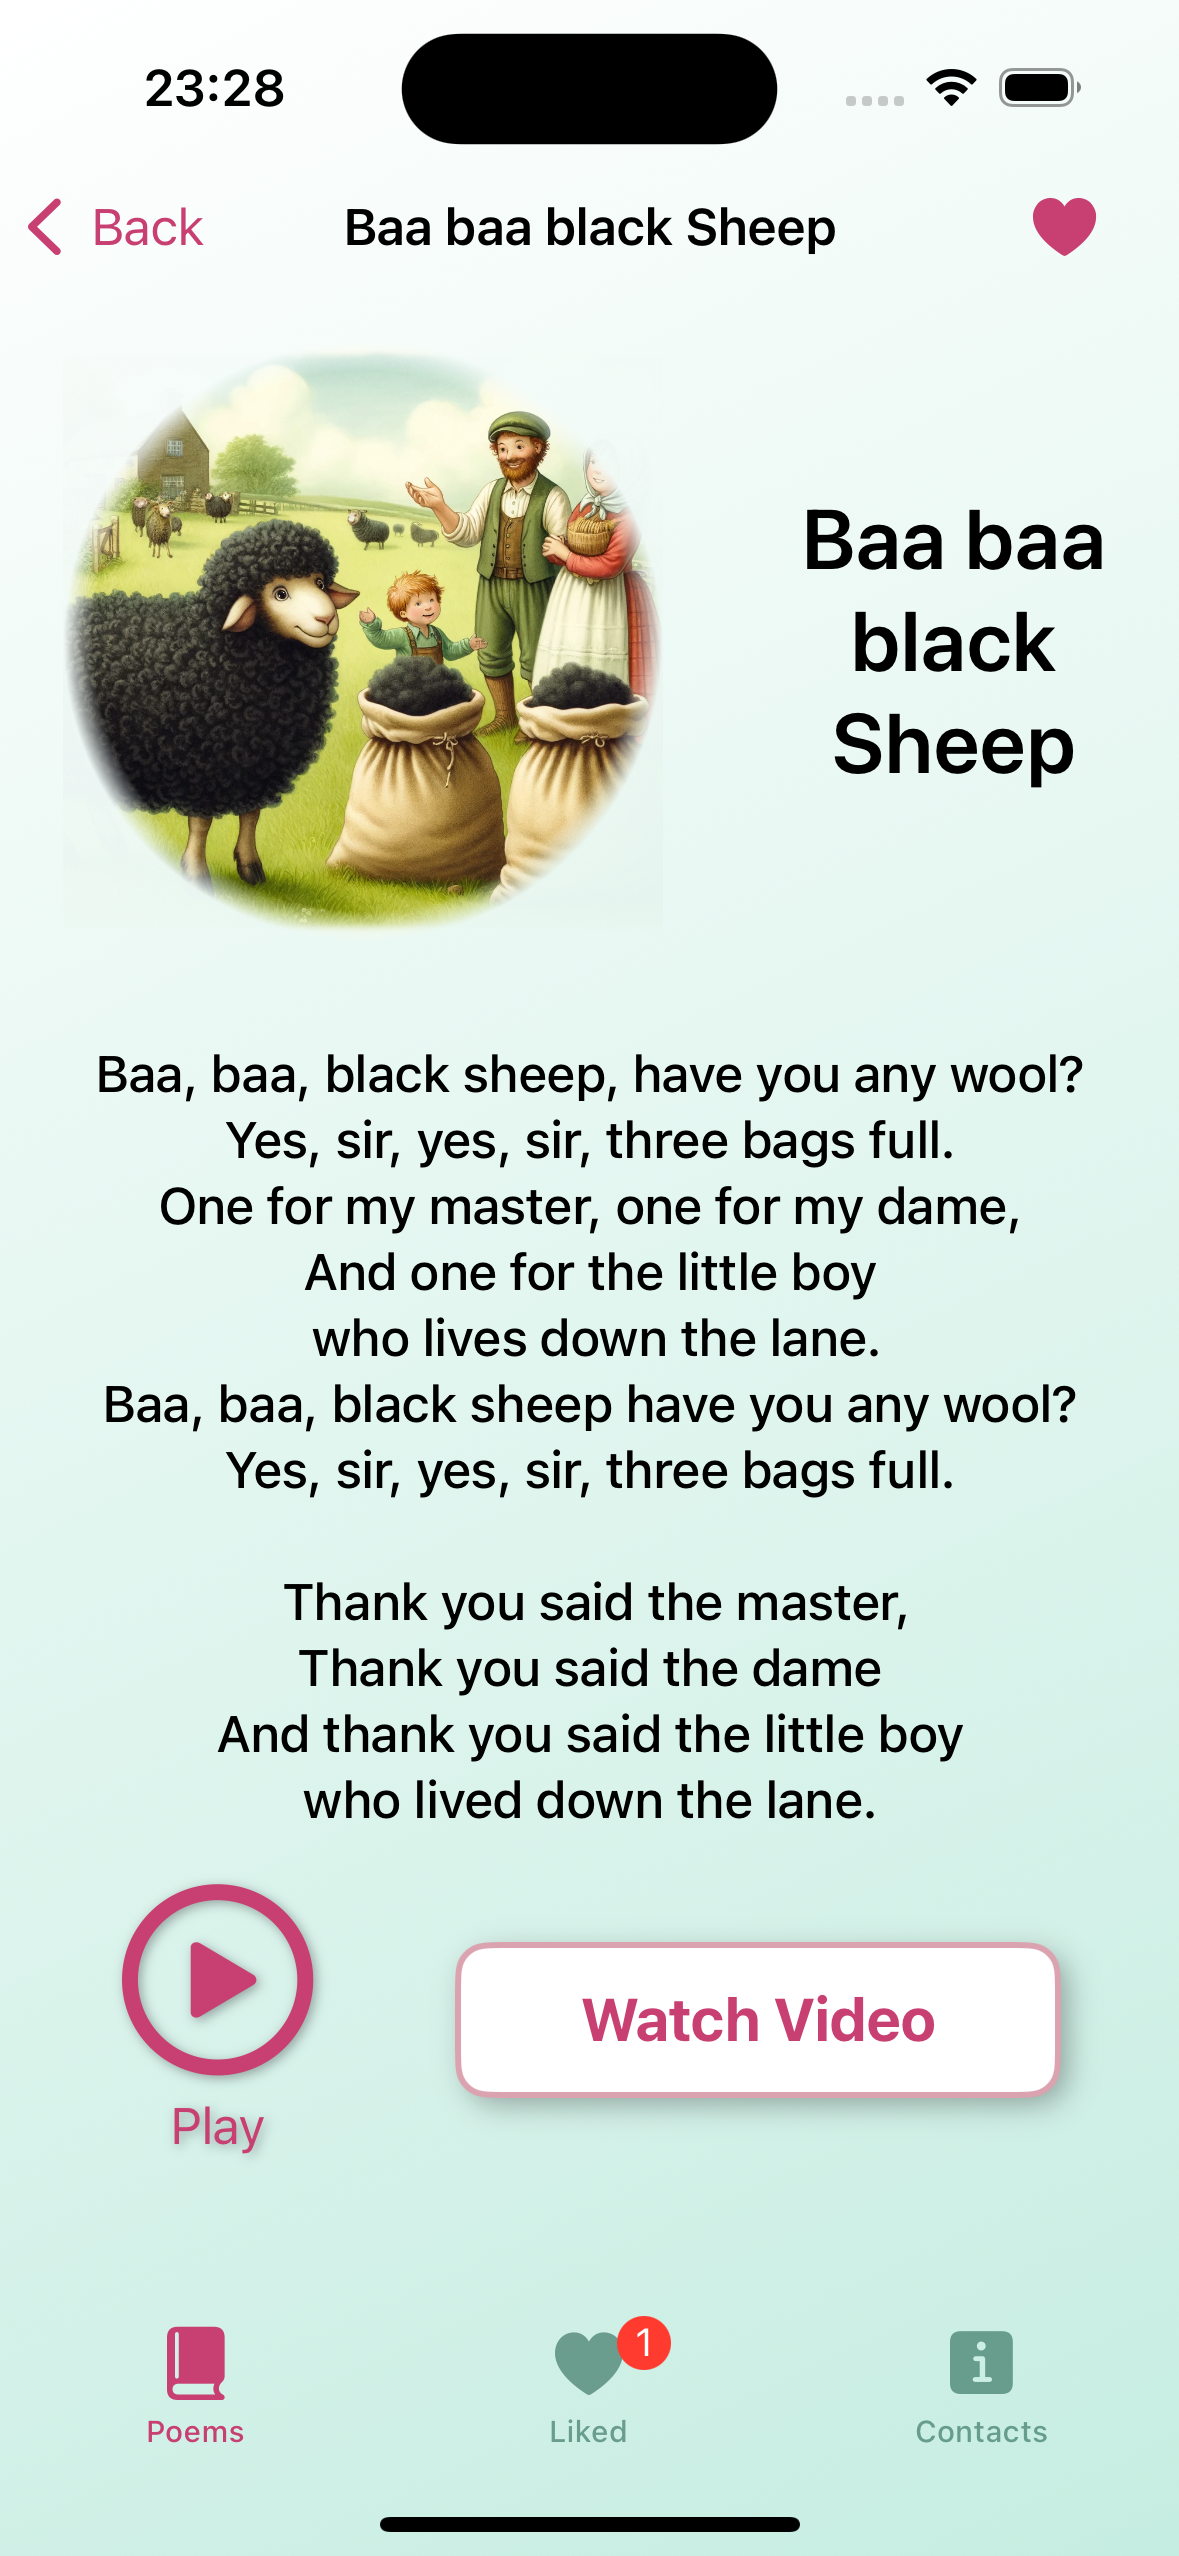 23:28
Back
Baa baa black Sheep
Baa baa
black
Sheep
Baa, baa, black sheep, have you any wool?
Yes, sir, yes, sir, three bags full.
One for my master, one for my dame,
And one for the little boy
who lives down the lane.
Baa, baa, black sheep have you any wool?
Yes, sir, yes, sir, three bags full.
Thank you said the master,
Thank you said the dame
And thank you said the little boy
who lived down the lane.
Watch Video
Play
1
Poems
Liked
Contacts